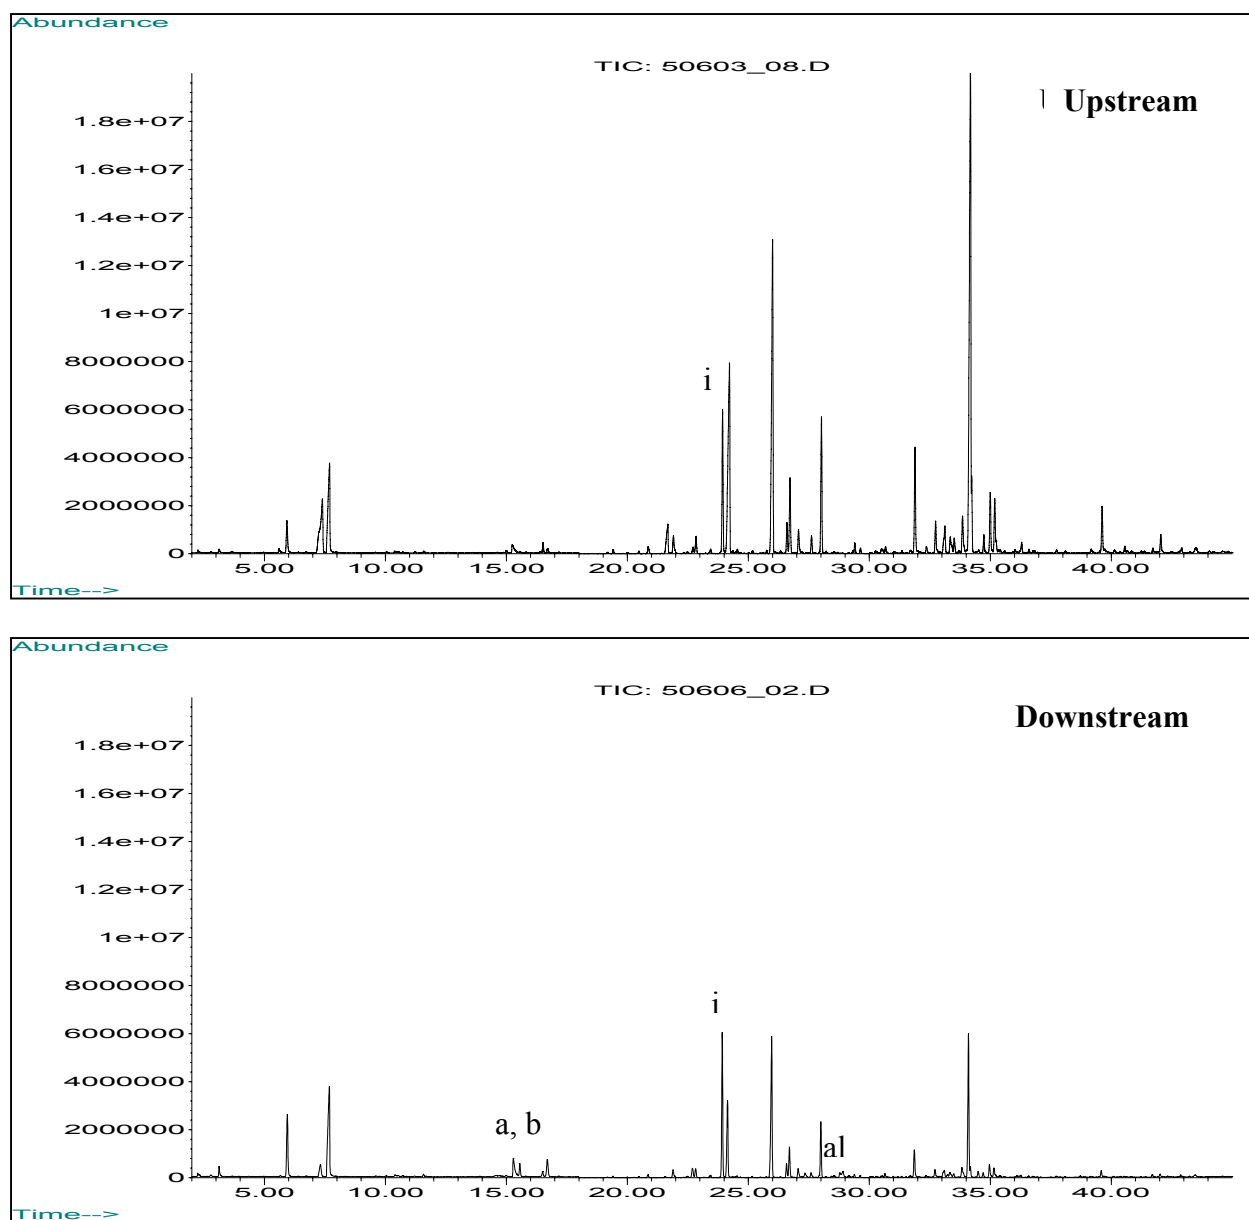 Abundance
TIC: 50603_08.D
l Upstream
1.8e+07
1.6e+07
1.4e+07
1.2e+07
1e+07
8000000
i
6000000
4000000
2000000
0
5.00 10.00 15.00 20.00 25.00 30.00 35.00 40.00
Time-->
Abundance
TIC: 50606_02.D
Downstream
1.8e+07
1.6e+07
1.4e+07
1.2e+07
1e+07
8000000
i
6000000
4000000
2000000
a, b
al
0
5.00 10.00 15.00 20.00 25.00 30.00 35.00 40.00
Time-->